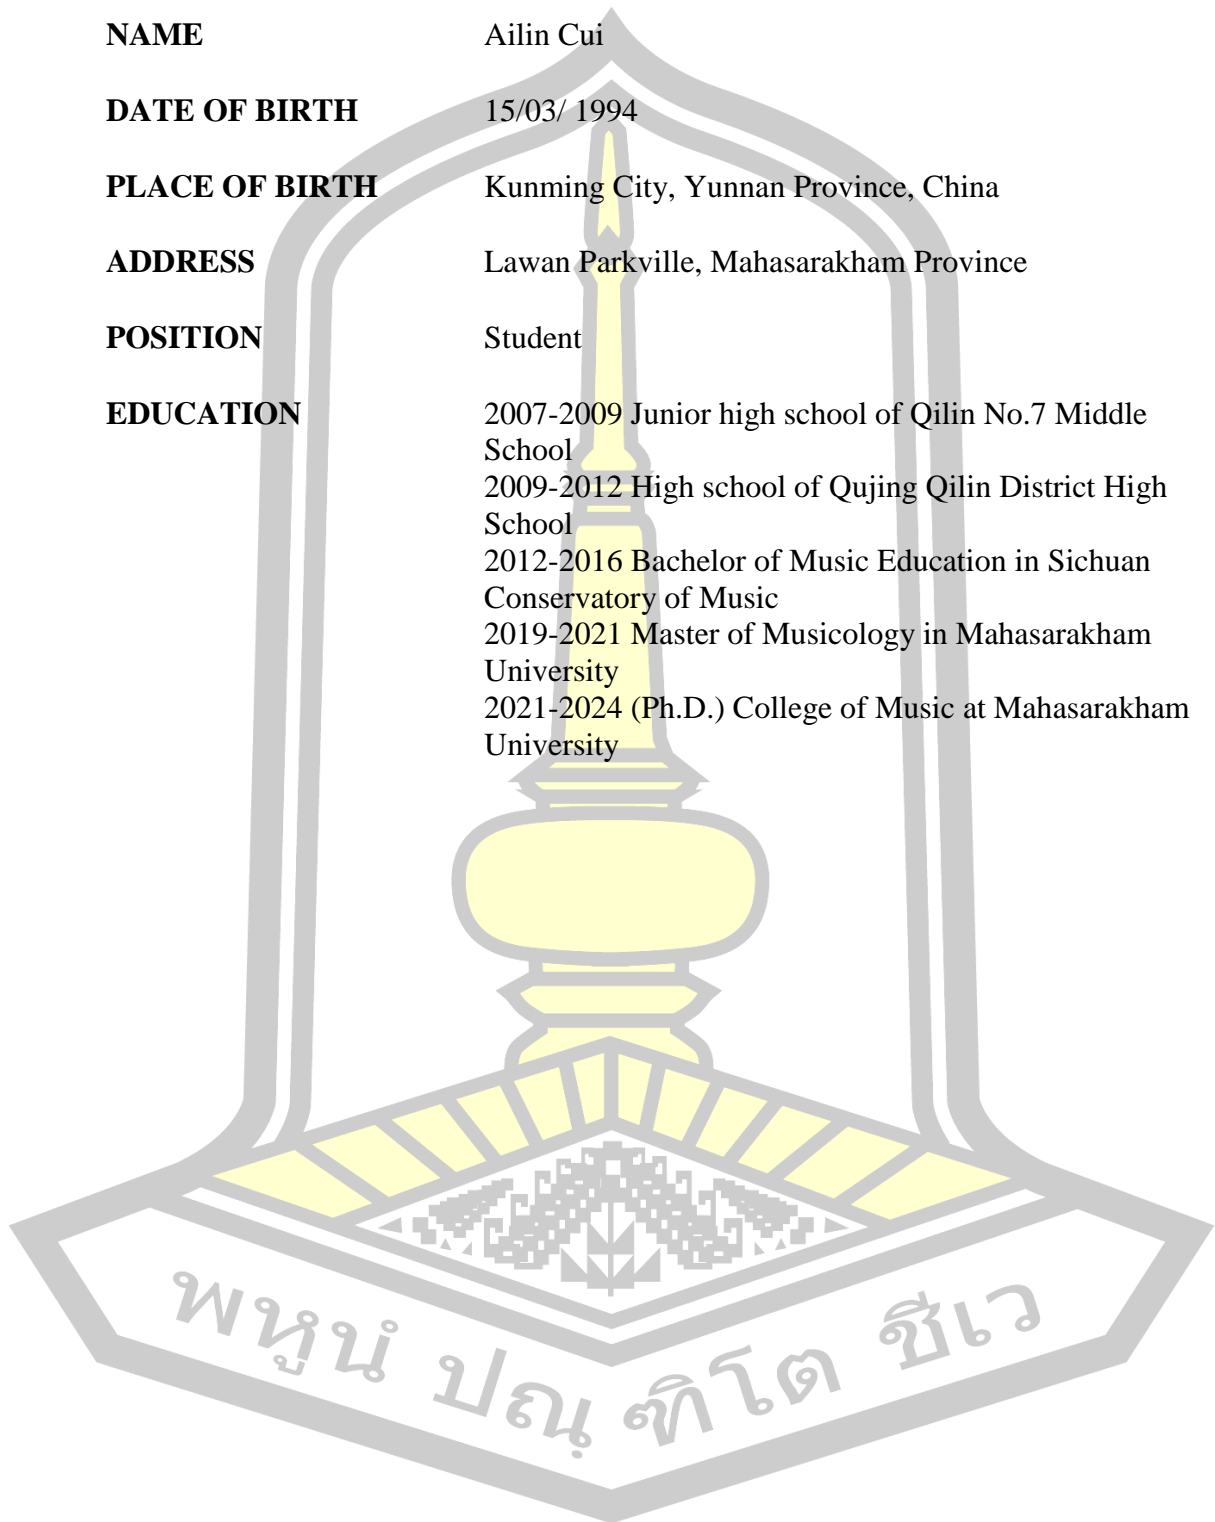 NAME Ailin Cui
DATE OF BIRTH 15/03/ 1994
PLACE OF BIRTH Kunming City, Yunnan Province, China
ADDRESS Lawan Parkville, Mahasarakham Province
POSITION Student
EDUCATION 2007-2009 Junior high school of Qilin No.7 Middle
School
2009-2012 High school of Qujing Qilin District High
School
2012-2016 Bachelor of Music Education in Sichuan
Conservatory of Music
2019-2021 Master of Musicology in Mahasarakham
University
2021-2024 (Ph.D.) College of Music at Mahasarakham
University
พหูนํ ปณฺ ฑิโต ชีเว